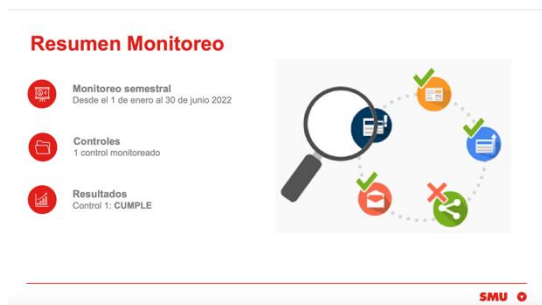 Resumen Monitoreo
Monitoreo semestral
Desde el 1 de enero al 30 de junio 2022
Controles
1 control monitoreado
Resultados
Control 1: CUMPLE
SMU